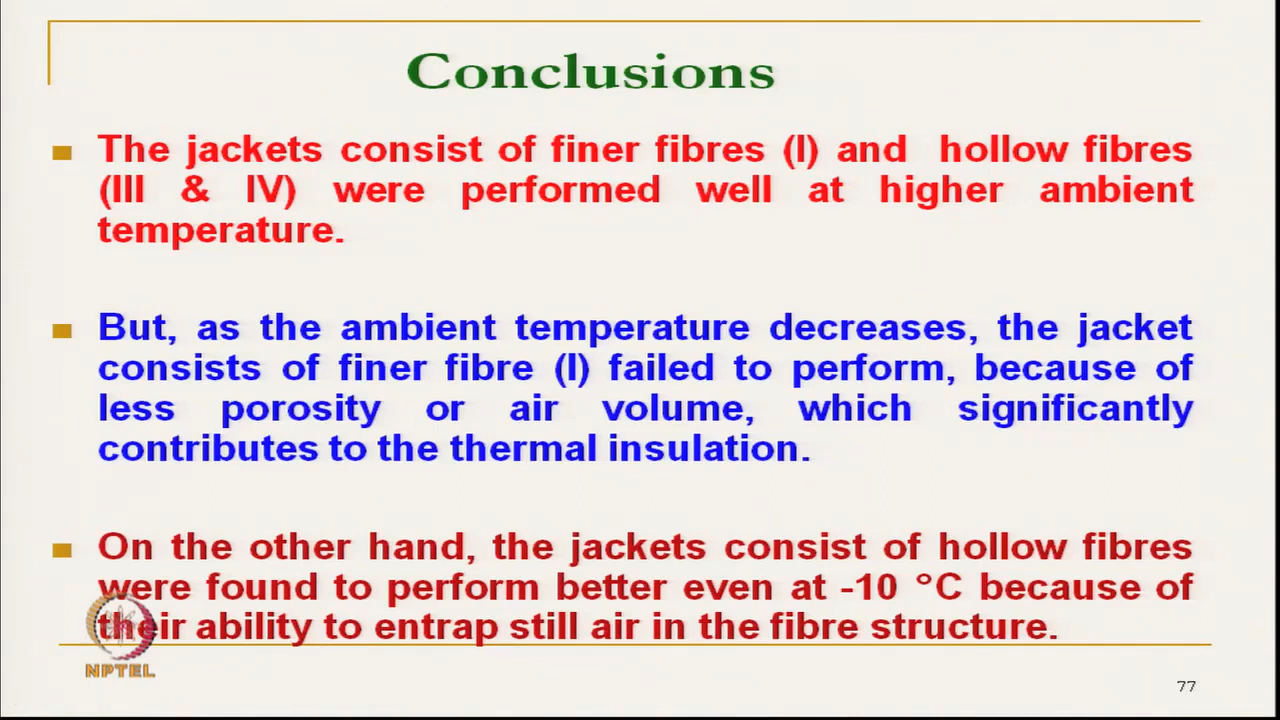 Conclusions
The jackets consist of finer fibres (I) and hollow fibres
(III & IV) were performed well at higher ambient
temperature.
But, as the ambient temperature decreases, the jacket
consists of finer fibre (I) failed to perform, because of
less porosity or air volume, which significantly
contributes to the thermal insulation.
On the other hand, the jackets consist of hollow fibres
were found to perform better even at -10 °C because of
their ability to entrap still air in the fibre structure.
NPTEL
77